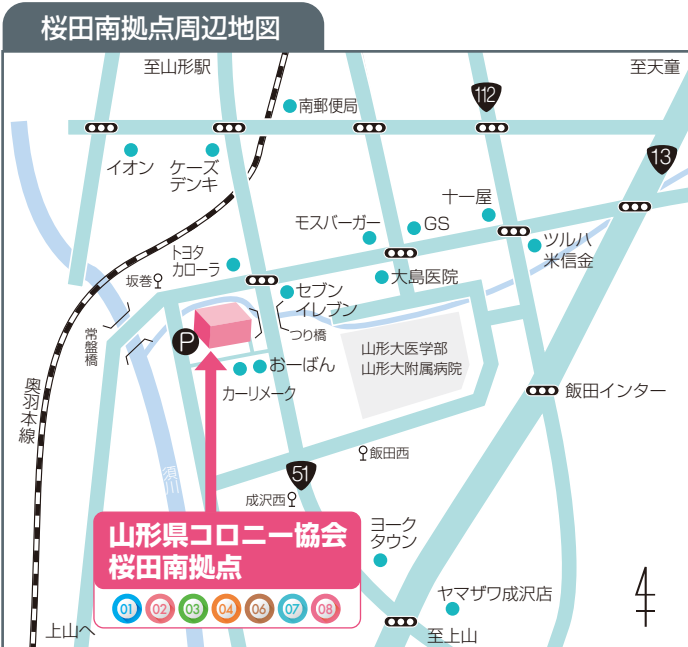 桜田南拠点周辺地図
至山形駅
至天童
112
南郵便局
13
イオン
ケーズ
デンキ
十一屋
モスバーガー
GS
ツルハ
米信金
トヨタ
カローラ
坂巻
大島医院
セブン
イレブン
つり橋
常盤橋
P
山形大医学部
山形大附属病院
おーばん
カーリメーク
飯田インター
奥羽本線
飯田西
須川
51
成沢西
ヨーク
タウン
山形県コロニー協会
桜田南拠点
01 02 03 04 06 07 08
ヤマザワ成沢店
上山へ
至上山